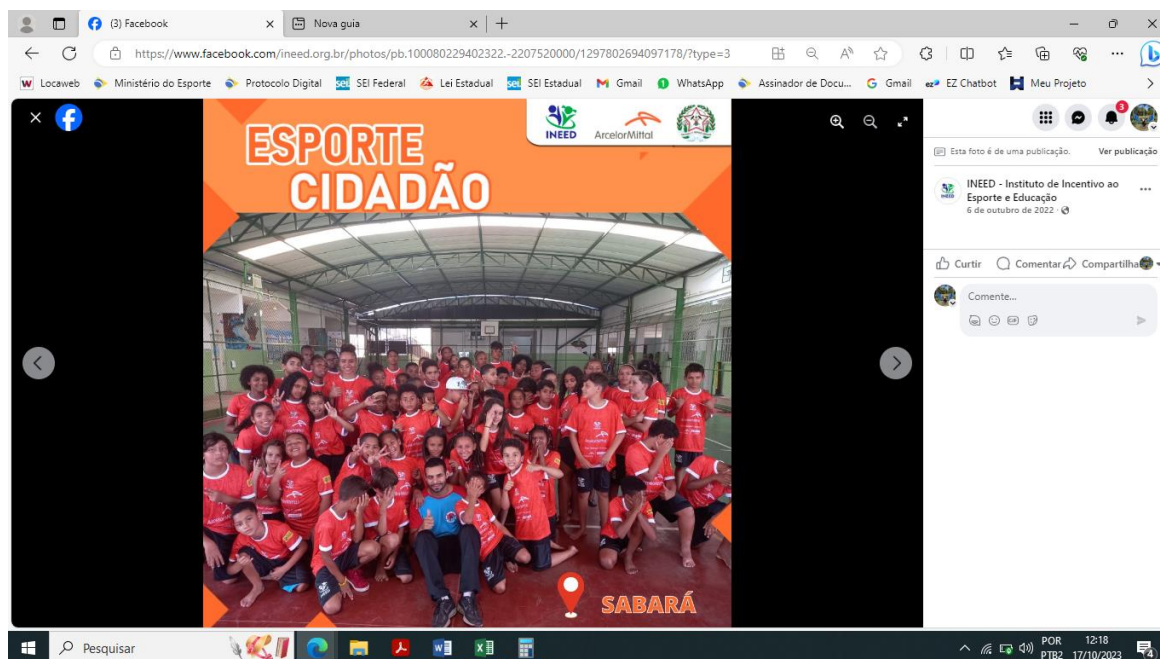 (3) Facebook
Nova guia
https://www.facebook.com/ineed.org.br/photos/pb.100080229402322.-2207520000/1297802694097178/?type=3
Locaweb
Ministério do Esporte
Protocolo Digital
SEI Federal
Lei Estadual
SEI Estadual
Gmail
WhatsApp
Assinador de Docu...
Gmail
EZ Chatbot
Meu Projeto
ESPORTE
CIDADÃO
INEED
ArcelorMittal
SABARÁ
3
Esta foto é de uma publicação.
Ver publicação
INEED - Instituto de Incentivo ao
Esporte e Educação
6 de outubro de 2022
Curtir
Comentar
Compartilha
Comente...
Pesquisar
POR
PTB2
12:18
17/10/2023
4